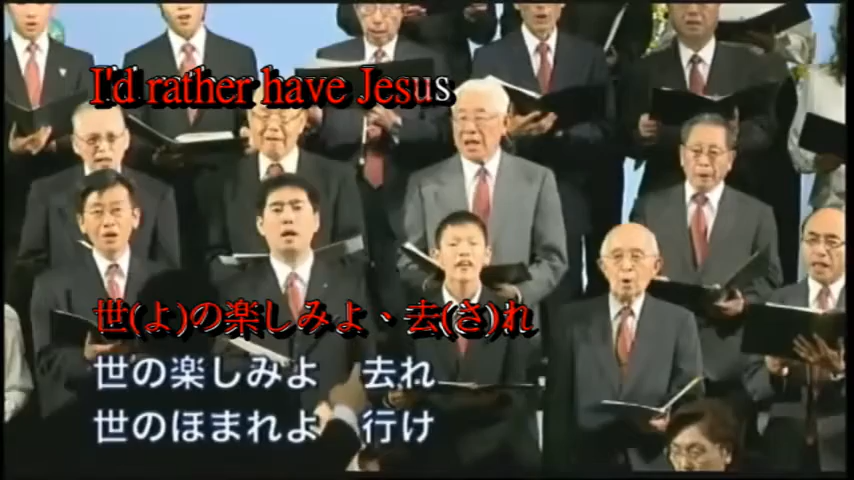 I'd rather have Jesus
世(よ)の楽しみよ、去(さ)れ
世の楽しみよ　去れ
世のほまれよ　行け